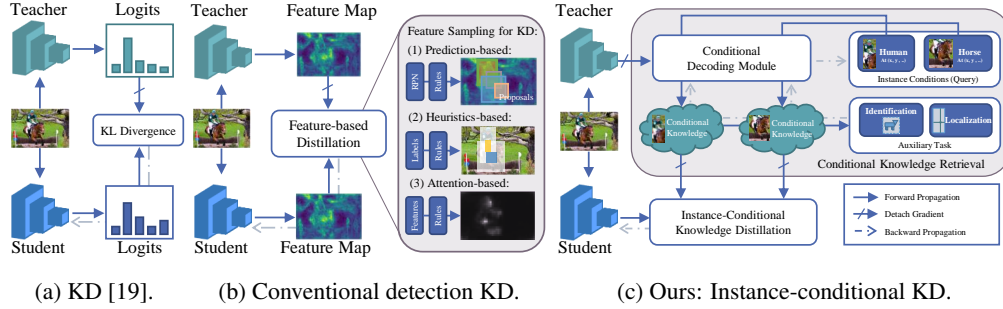 Teacher
Logits
KL Divergence
Student
Logits
(a) KD [19].
Teacher
Feature Map
Feature-based
Distillation
Student
Feature Map
Feature Sampling for KD:
(1) Prediction-based:
RPN
Rules
Proposals
(2) Heuristics-based:
Labels
Rules
(3) Attention-based:
Features
Rules
(b) Conventional detection KD.
Teacher
Conditional
Decoding Module
Human
At (x, y, ...)
Horse
At (x, y, ...)
Instance Conditions (Query)
Conditional
Knowledge
Conditional
Knowledge
Identification
Localization
Auxiliary Task
Conditional Knowledge Retrieval
Instance-Conditional
Knowledge Distillation
Student
Forward Propagation
Detach Gradient
Backward Propagation
(c) Ours: Instance-conditional KD.